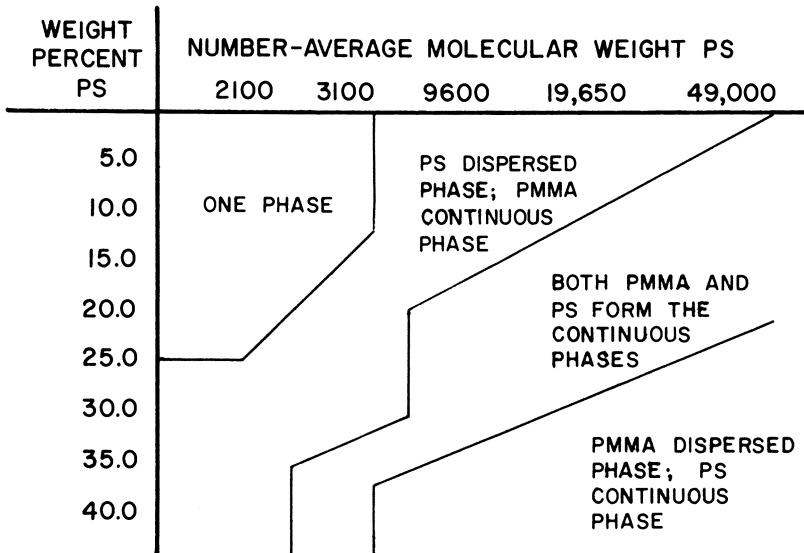 WEIGHT
PERCENT
PS
NUMBER-AVERAGE MOLECULAR WEIGHT PS
2100 3100 9600 19,650 49,000
5.0
10.0
15.0
20.0
25.0
30.0
35.0
40.0
ONE PHASE
PS DISPERSED
PHASE; PMMA
CONTINUOUS
PHASE
BOTH PMMA AND
PS FORM THE
CONTINUOUS
PHASES
PMMA DISPERSED
PHASE; PS
CONTINUOUS
PHASE